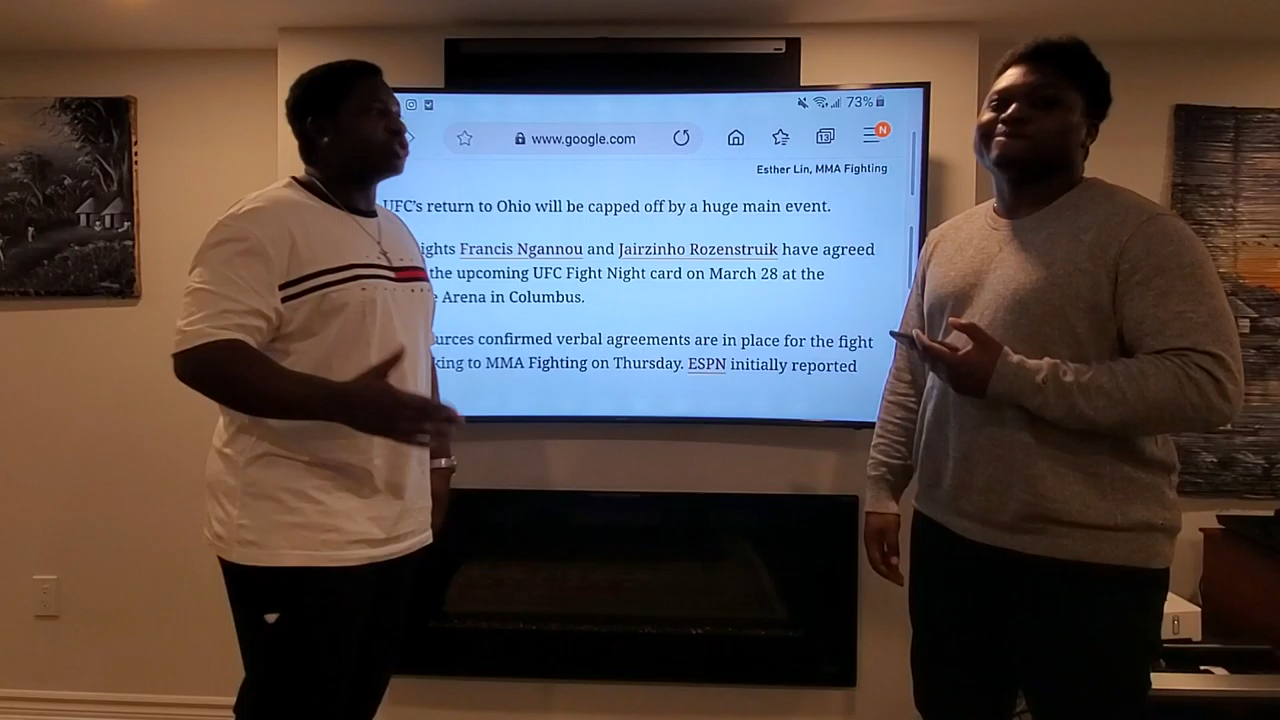 73%
www.google.com
N
Esther Lin, MMA Fighting
UFC's return to Ohio will be capped off by a huge main event.
ights Francis Ngannou and Jairzinho Rozenstruik have agreed
the upcoming UFC Fight Night card on March 28 at the
e Arena in Columbus.
urces confirmed verbal agreements are in place for the fight
king to MMA Fighting on Thursday. ESPN initially reported